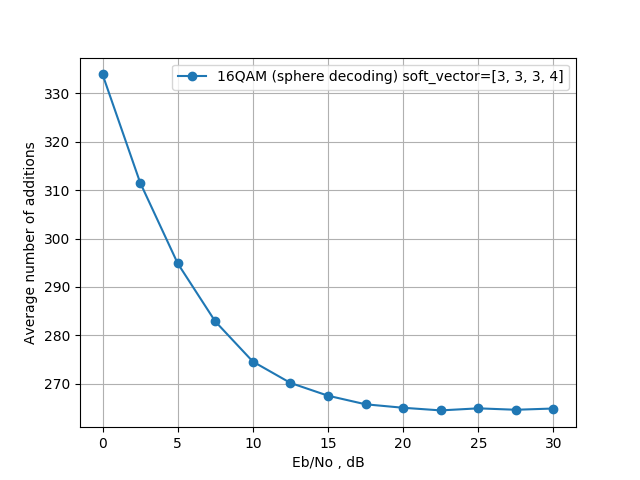 16QAM (sphere decoding) soft_vector=[3, 3, 3, 4]
330
320
310
300
290
280
270
Average number of additions
0 5 10 15 20 25 30
Eb/No , dB